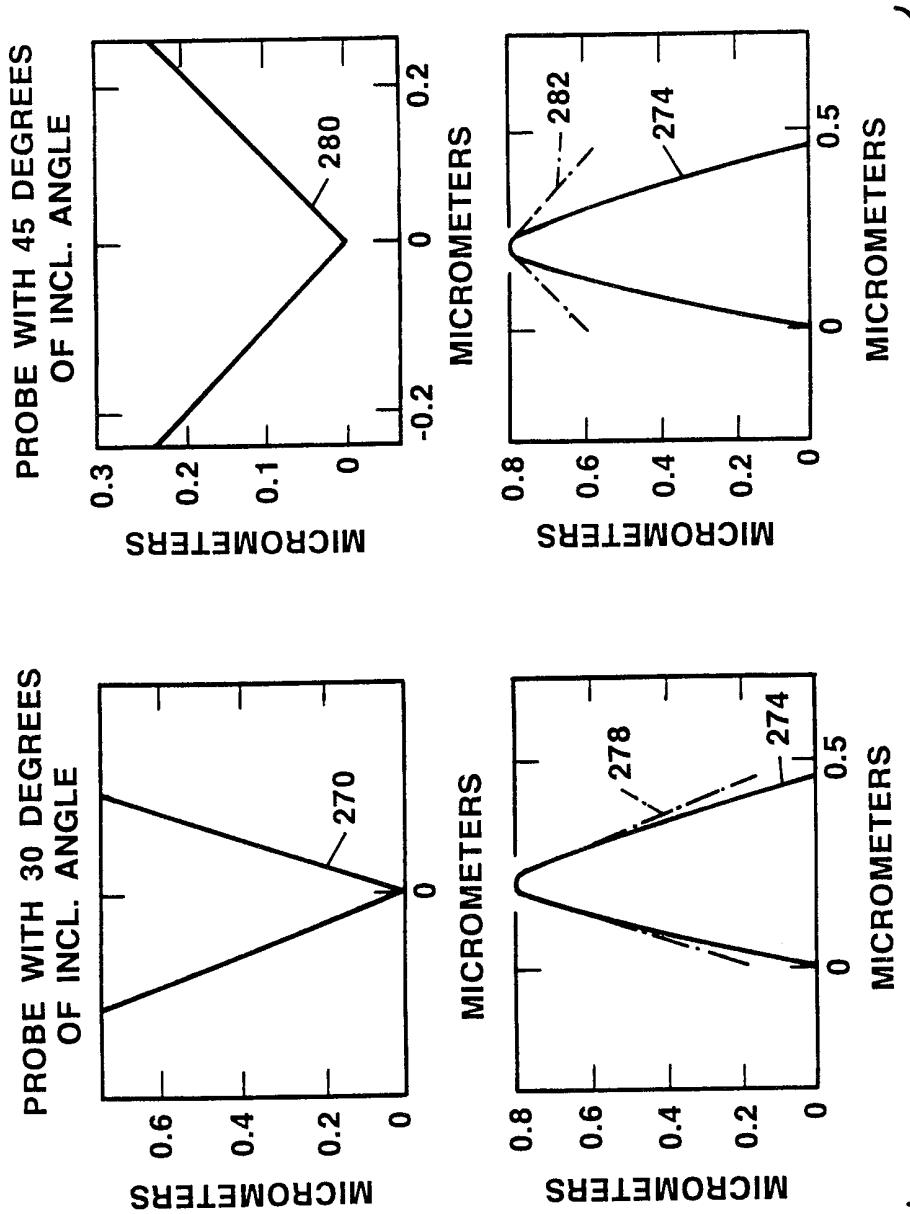 PROBE WITH 30 DEGREES
OF INCL. ANGLE
MICROMETERS
0.6
0.4
0.2
0
270
0
MICROMETERS
MICROMETERS
0.8
0.6
0.4
0.2
0
278
274
0
0.5
MICROMETERS
PROBE WITH 45 DEGREES
OF INCL. ANGLE
MICROMETERS
0.3
0.2
0.1
0
280
-0.2
0
0.2
MICROMETERS
MICROMETERS
0.8
0.6
0.4
0.2
0
282
274
0
0.5
MICROMETERS